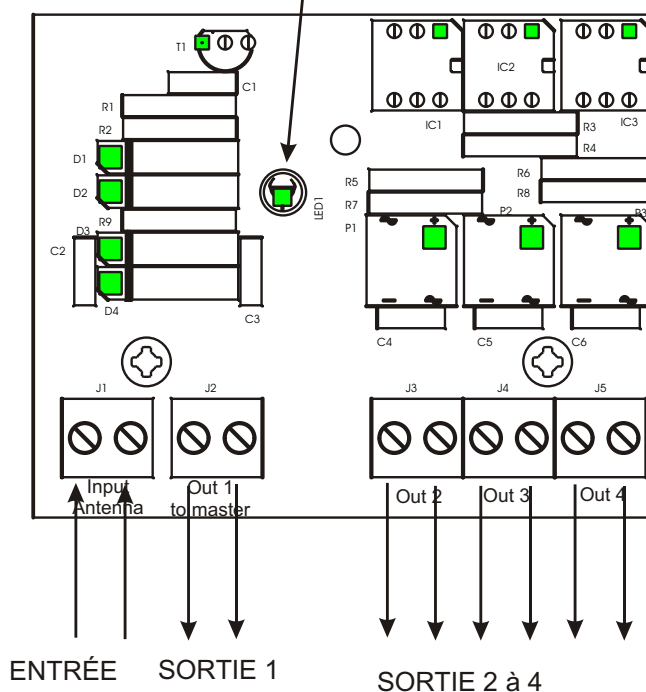 T1
C1
IC2
IC1
IC3
R1
R2
R3
R4
D1
D2
R5
R6
R7
R8
LED1
R9
D3
C2
P1
P2
P3
D4
C3
C4
C5
C6
J1
J2
J3
J4
J5
Input
Antenna
Out 1
to master
Out 2
Out 3
Out 4
ENTRÉE
SORTIE 1
SORTIE 2 à 4